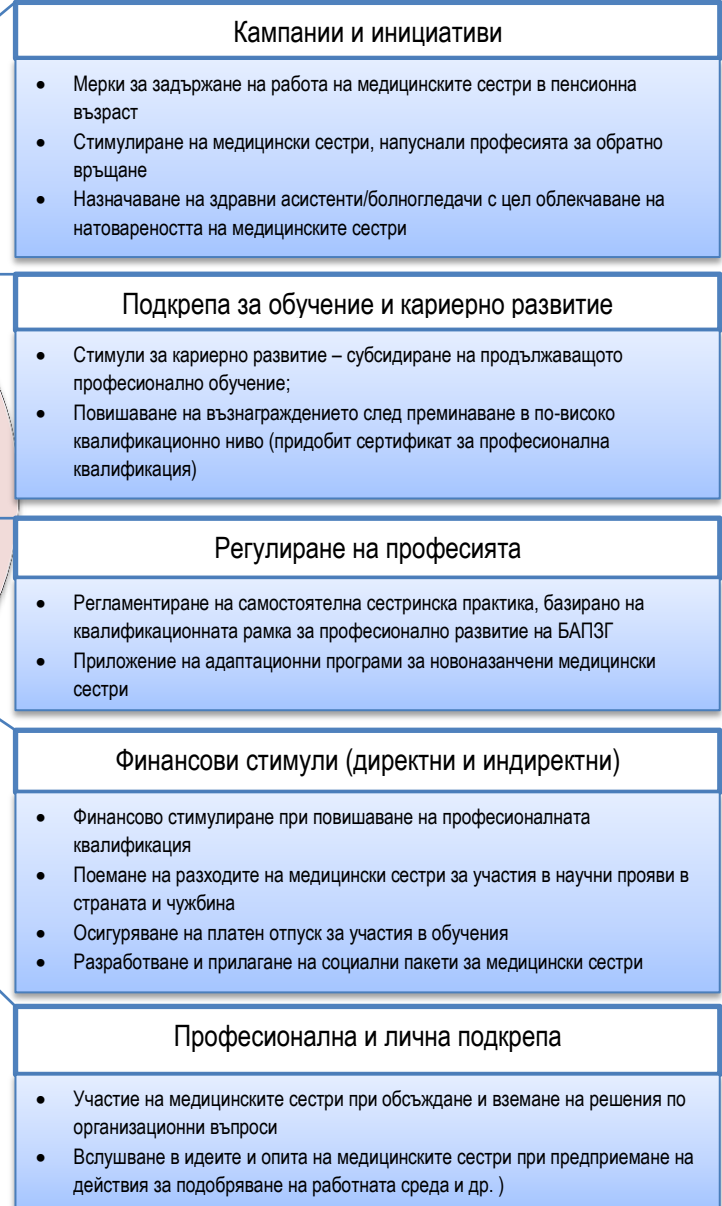 Кампании и инициативи
• Мерки за задържане на работа на медицинските сестри в пенсионна
възраст
• Стимулиране на медицински сестри, напуснали професията за обратно
връщане
• Назначаване на здравни асистенти/болногледачи с цел облекчаване на
натовареността на медицинските сестри
Подкрепа за обучение и кариерно развитие
• Стимули за кариерно развитие – субсидиране на продължаващото
професионално обучение;
• Повишаване на възнаграждението след преминаване в по-високо
квалификационно ниво (придобит сертификат за професионална
квалификация)
Регулиране на професията
• Регламентиране на самостоятелна сестринска практика, базирано на
квалификационната рамка за професионално развитие на БАПЗГ
• Приложение на адаптационни програми за новоназанчени медицински
сестри
Финансови стимули (директни и индиректни)
• Финансово стимулиране при повишаване на професионалната
квалификация
• Поемане на разходите на медицински сестри за участия в научни прояви в
страната и чужбина
• Осигуряване на платен отпуск за участия в обучения
• Разработване и прилагане на социални пакети за медицински сестри
Професионална и лична подкрепа
• Участие на медицинските сестри при обсъждане и вземане на решения по
организационни въпроси
• Вслушване в идеите и опита на медицинските сестри при предприемане на
действия за подобряване на работната среда и др. )